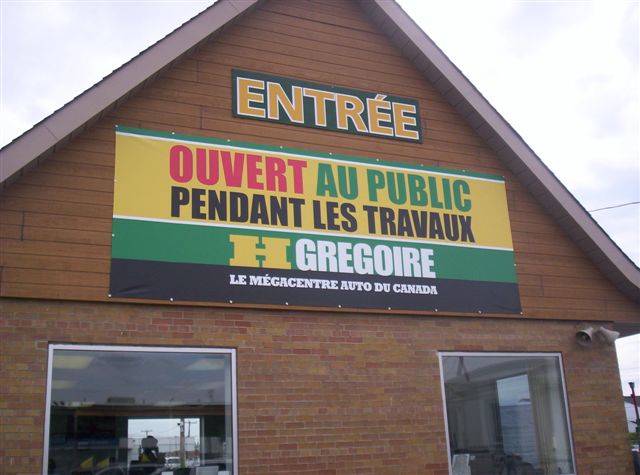 ENTRÉE
OUVERT AU PUBLIC
PENDANT LES TRAVAUX
H GREGOIRE
LE MÉGACENTRE AUTO DU CANADA